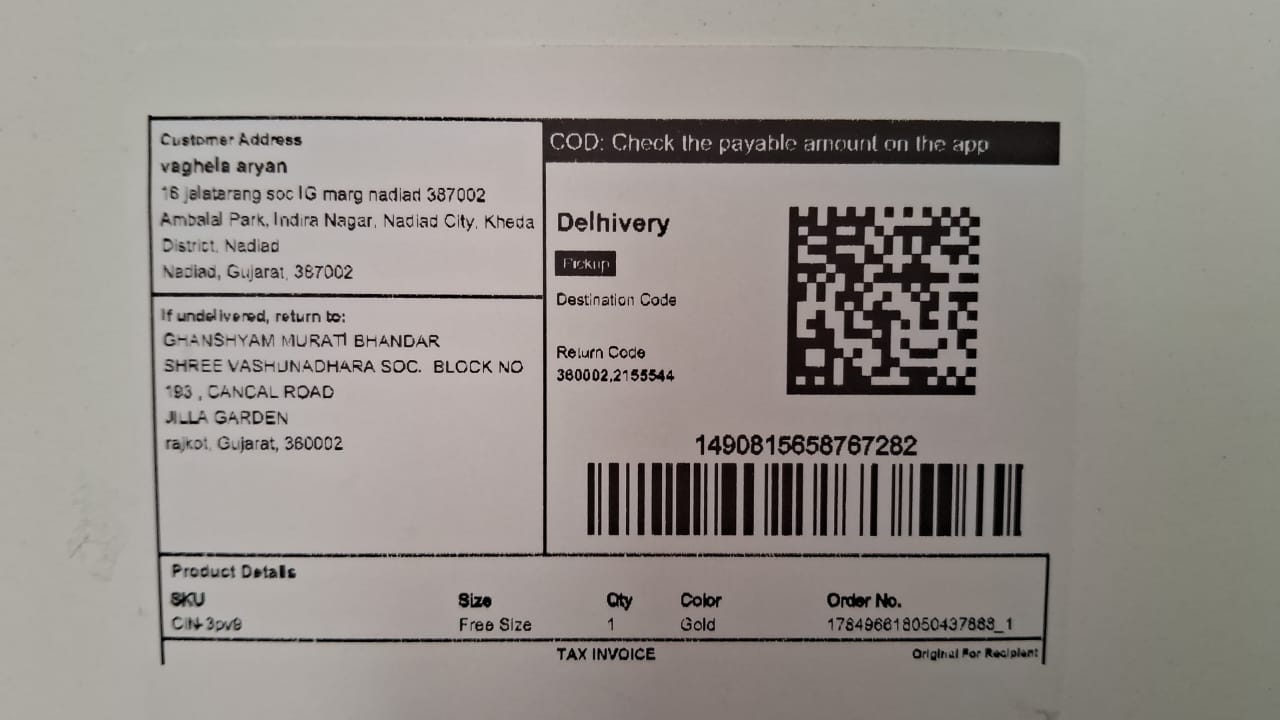 Customer Address
vaghela aryan
16 jalatarang soc IG marg nadiad 387002
Ambalal Park, Indira Nagar, Nadiad City, Kheda
District, Nadiad
Nadiad, Gujarat, 387002
If undelivered, return to:
GHANSHYAM MURATI BHANDAR
SHREE VASHUNADHARA SOC. BLOCK NO
193 , CANCAL ROAD
JILLA GARDEN
rajkot, Gujarat, 360002
COD: Check the payable amount on the app
Delhivery
Pickup
Destination Code
Return Code
360002,2155544
1490815658767282
Product Details
SKU Size Qty Color Order No.
CIN-3pv9 Free Size 1 Gold 178496618050437888_1
TAX INVOICE Original For Recipient